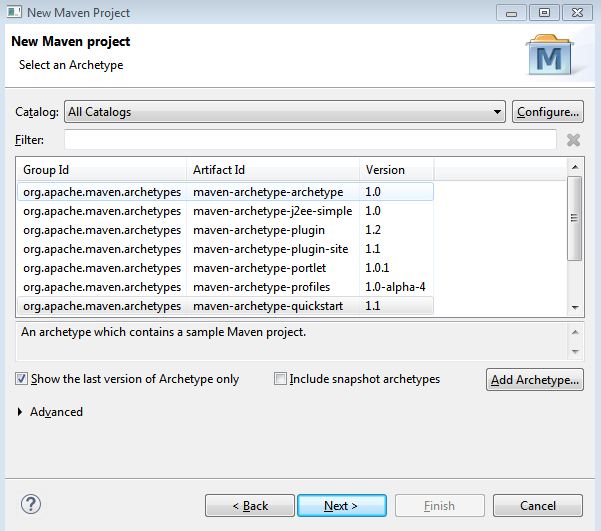 New Maven Project
New Maven project
Select an Archetype
M
Catalog: All Catalogs Configure...
Filter:
Group Id Artifact Id Version
org.apache.maven.archetypes maven-archetype-archetype 1.0
org.apache.maven.archetypes maven-archetype-j2ee-simple 1.0
org.apache.maven.archetypes maven-archetype-plugin 1.2
org.apache.maven.archetypes maven-archetype-plugin-site 1.1
org.apache.maven.archetypes maven-archetype-portlet 1.0.1
org.apache.maven.archetypes maven-archetype-profiles 1.0-alpha-4
org.apache.maven.archetypes maven-archetype-quickstart 1.1
An archetype which contains a sample Maven project.
Show the last version of Archetype only Include snapshot archetypes Add Archetype...
Advanced
? < Back Next > Finish Cancel